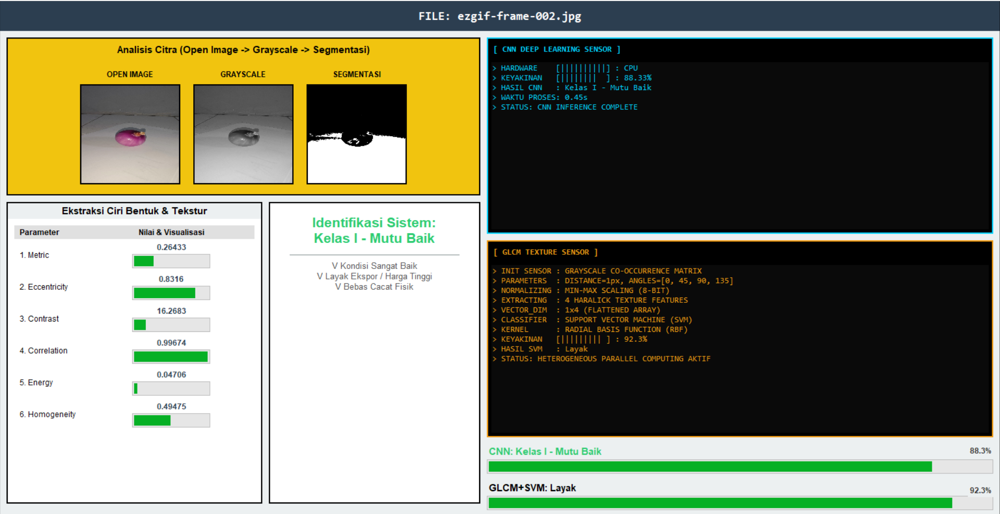 FILE: ezgif-frame-002.jpg
Analisis Citra (Open Image -> Grayscale -> Segmentasi)
OPEN IMAGE
GRAYSCALE
SEGMENTASI
Ekstraksi Ciri Bentuk & Tekstur
Parameter Nilai & Visualisasi
1. Metric 0.26433
2. Eccentricity 0.8316
3. Contrast 16.2683
4. Correlation 0.99674
5. Energy 0.04706
6. Homogeneity 0.49475
Identifikasi Sistem:
Kelas I - Mutu Baik
V Kondisi Sangat Baik
V Layak Ekspor / Harga Tinggi
V Bebas Cacat Fisik
[ CNN DEEP LEARNING SENSOR ]
> HARDWARE [||||||||||] : CPU
> KEYAKINAN [|||||||| ] : 88.33%
> HASIL CNN : Kelas I - Mutu Baik
> WAKTU PROSES: 0.45s
> STATUS: CNN INFERENCE COMPLETE
[ GLCM TEXTURE SENSOR ]
> INIT SENSOR : GRAYSCALE CO-OCCURRENCE MATRIX
> PARAMETERS : DISTANCE=1px, ANGLES=[0, 45, 90, 135]
> NORMALIZING : MIN-MAX SCALING (8-BIT)
> EXTRACTING : 4 HARALICK TEXTURE FEATURES
> VECTOR_DIM : 1x4 (FLATTENED ARRAY)
> CLASSIFIER : SUPPORT VECTOR MACHINE (SVM)
> KERNEL : RADIAL BASIS FUNCTION (RBF)
> KEYAKINAN [||||||||| ] : 92.3%
> HASIL SVM : Layak
> STATUS: HETEROGENEOUS PARALLEL COMPUTING AKTIF
CNN: Kelas I - Mutu Baik 88.3%
GLCM+SVM: Layak 92.3%